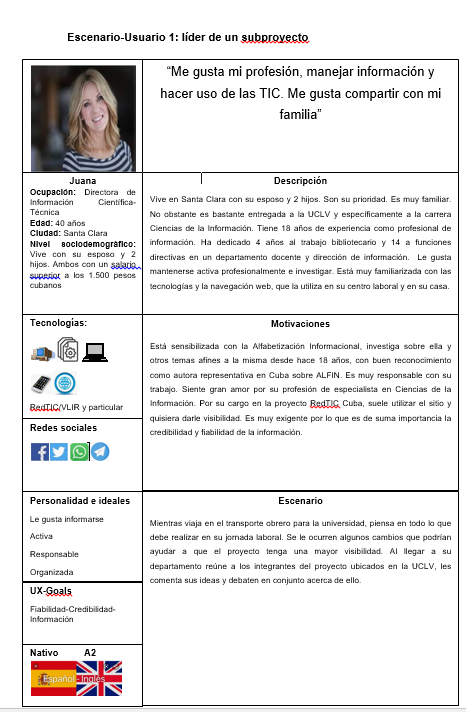 Escenario-Usuario 1: líder de un subproyecto
“Me gusta mi profesión, manejar información y
hacer uso de las TIC. Me gusta compartir con mi
familia”
Juana
Ocupación: Directora de
Información Científica-
Técnica
Edad: 40 años
Ciudad: Santa Clara
Nivel sociodemográfico:
Vive con su esposo y 2
hijos. Ambos con un salario
superior a los 1.500 pesos
cubanos
Descripción
Vive en Santa Clara con su esposo y 2 hijos. Son su prioridad. Es muy familiar.
No obstante es bastante entregada a la UCLV y específicamente a la carrera
Ciencias de la Información. Tiene 18 años de experiencia como profesional de
información. Ha dedicado 4 años al trabajo bibliotecario y 14 a funciones
directivas en un departamento docente y dirección de información. Le gusta
mantenerse activa profesionalmente e investigar. Está muy familiarizada con las
tecnologías y la navegación web, que la utiliza en su centro laboral y en su casa.
Tecnologías:
RedTIC/VLIR y particular
Redes sociales
Motivaciones
Está sensibilizada con la Alfabetización Informacional, investiga sobre ella y
otros temas afines a la misma desde hace 18 años, con buen reconocimiento
como autora representativa en Cuba sobre ALFIN. Es muy responsable con su
trabajo. Siente gran amor por su profesión de especialista en Ciencias de la
Información. Por su cargo en la proyecto RedTIC Cuba, suele utilizar el sitio y
quisiera darle visibilidad. Es muy exigente por lo que es de suma importancia la
credibilidad y fiabilidad de la información.
Personalidad e ideales
Le gusta informarse
Activa
Responsable
Organizada
UX-Goals
Fiabilidad-Credibilidad-
Información
Nativo A2
Español - Inglés
Escenario
Mientras viaja en el transporte obrero para la universidad, piensa en todo lo que
debe realizar en su jornada laboral. Se le ocurren algunos cambios que podrían
ayudar a que el proyecto tenga una mayor visibilidad. Al llegar a su
departamento reúne a los integrantes del proyecto ubicados en la UCLV, les
comenta sus ideas y debaten en conjunto acerca de ello.